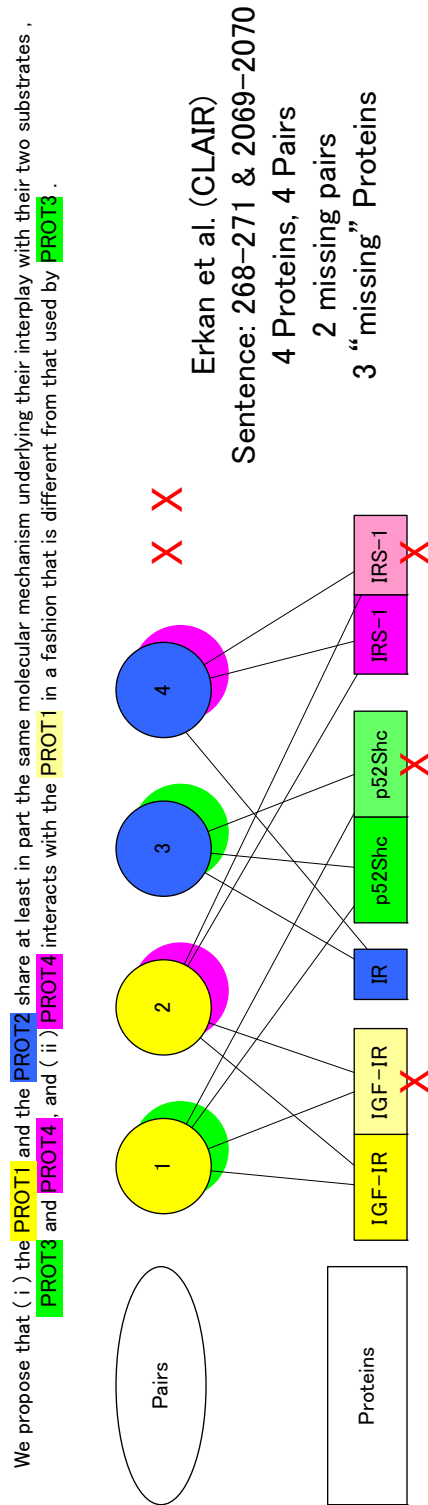 We propose that ( i ) the PROT1 and the PROT2 share at least in part the same molecular mechanism underlying their interplay with their two substrates ,
PROT3 and PROT4 , and ( ii ) PROT4 interacts with the PROT1 in a fashion that is different from that used by PROT3 .
Pairs
1
2
3
4
X X
Erkan et al. (CLAIR)
Sentence: 268-271 & 2069-2070
4 Proteins, 4 Pairs
2 missing pairs
3 “missing” Proteins
Proteins
IGF-IR
IGF-IR
IR
p52Shc
p52Shc
IRS-1
IRS-1
X
X
X